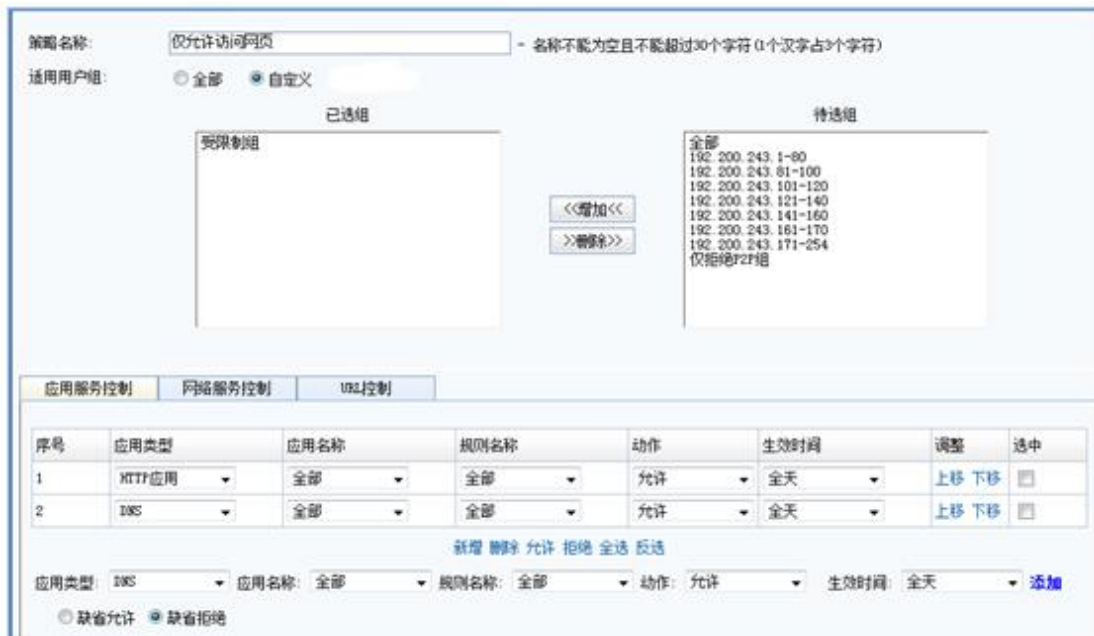 策略名称: 仅允许访问网页 - 名称不能为空且不能超过30个字符(1个汉字占3个字符)
适用用户组: 全部 自定义
已选组 待选组
受限制组
全部
192.200.243.1-80
192.200.243.81-100
192.200.243.101-120
192.200.243.121-140
192.200.243.141-160
192.200.243.161-170
192.200.243.171-254
仅拒绝P2P组
<<增加<<
>>删除>>
应用服务控制 网络服务控制 URL控制
序号 应用类型 应用名称 规则名称 动作 生效时间 调整 选中
1 HTTP应用 全部 全部 允许 全天 上移 下移
2 DNS 全部 全部 允许 全天 上移 下移
新增 删除 允许 拒绝 全选 反选
应用类型: DNS 应用名称: 全部 规则名称: 全部 动作: 允许 生效时间: 全天 添加
缺省允许 缺省拒绝